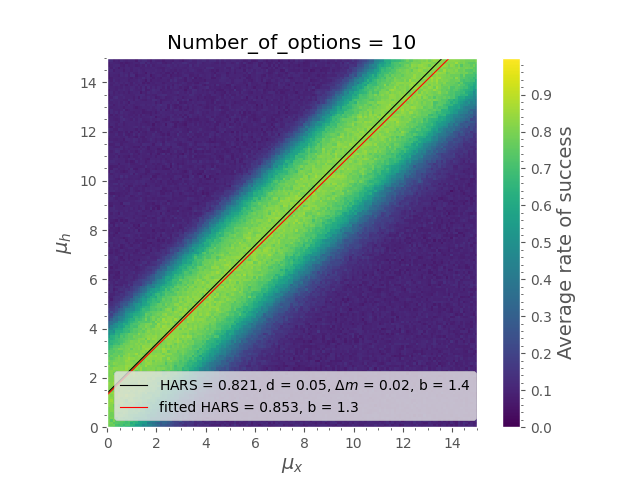 Number_of_options = 10
14
12
10
8
6
4
2
0
μ_h
0 2 4 6 8 10 12 14
μ_x
HARS = 0.821, d = 0.05, Δm = 0.02, b = 1.4
fitted HARS = 0.853, b = 1.3
0.9
0.8
0.7
0.6
0.5
0.4
0.3
0.2
0.1
0.0
Average rate of success